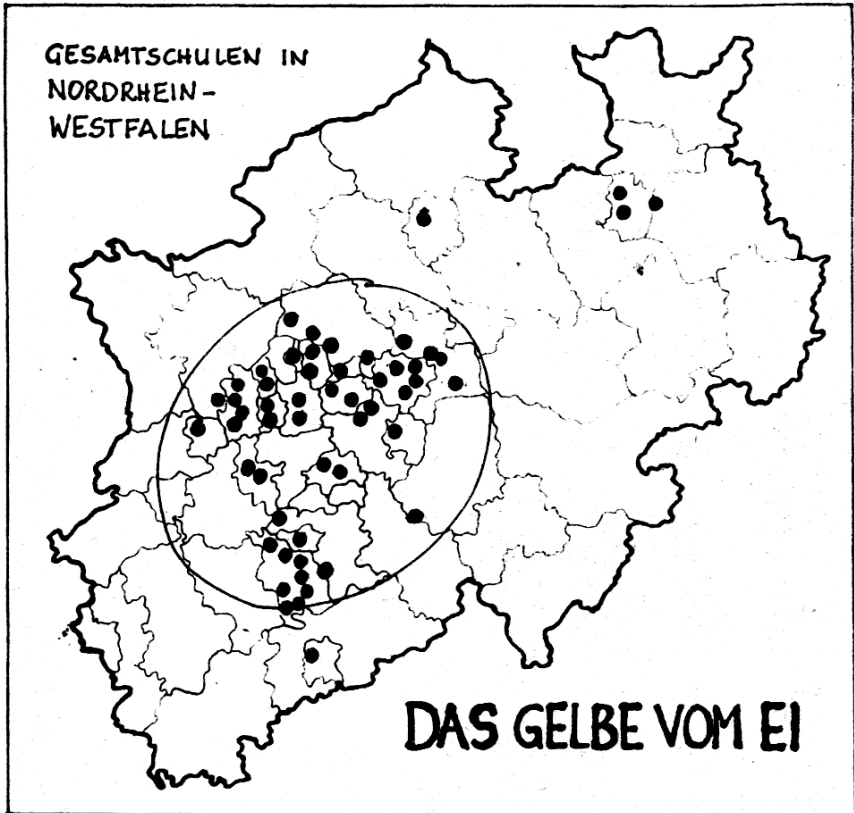 GESAMTSCHULEN IN
NORDRHEIN-
WESTFALEN
DAS GELBE VOM EI